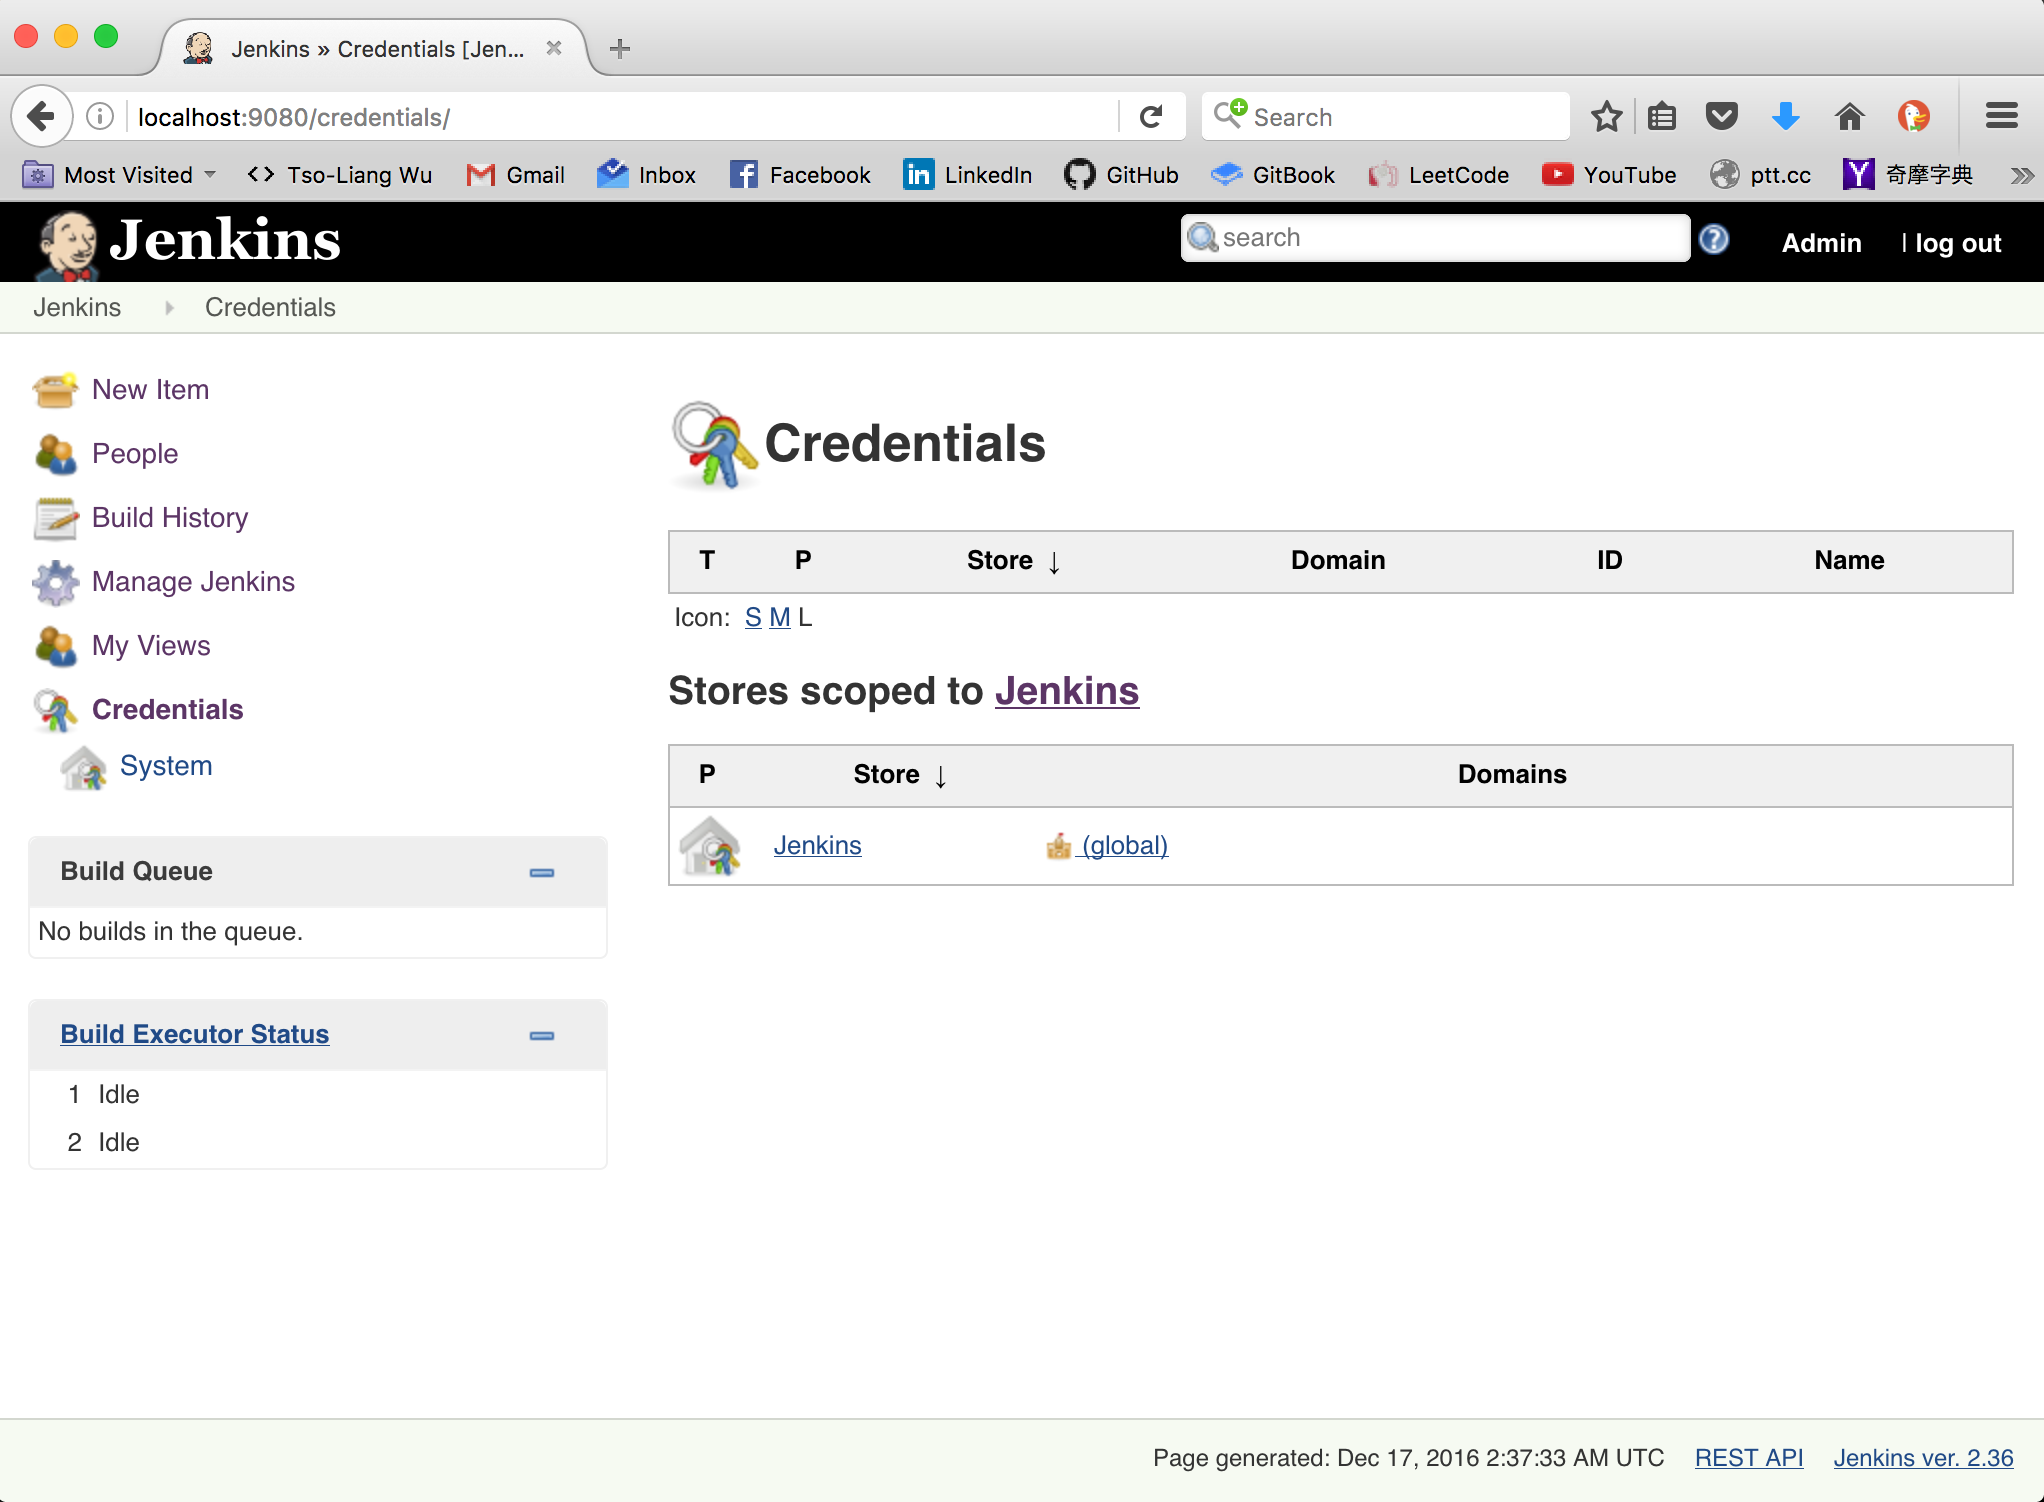 Jenkins » Credentials [Jen...
localhost:9080/credentials/
Search
Most Visited
Tso-Liang Wu
Gmail
Inbox
Facebook
LinkedIn
GitHub
GitBook
LeetCode
YouTube
ptt.cc
奇摩字典
Jenkins
search
Admin
| log out
Jenkins
Credentials
New Item
People
Build History
Manage Jenkins
My Views
Credentials
System
Build Queue
No builds in the queue.
Build Executor Status
1 Idle
2 Idle
Credentials
T P Store ↓ Domain ID Name
Icon: S M L
Stores scoped to Jenkins
P Store ↓ Domains
Jenkins (global)
Page generated: Dec 17, 2016 2:37:33 AM UTC REST API Jenkins ver. 2.36